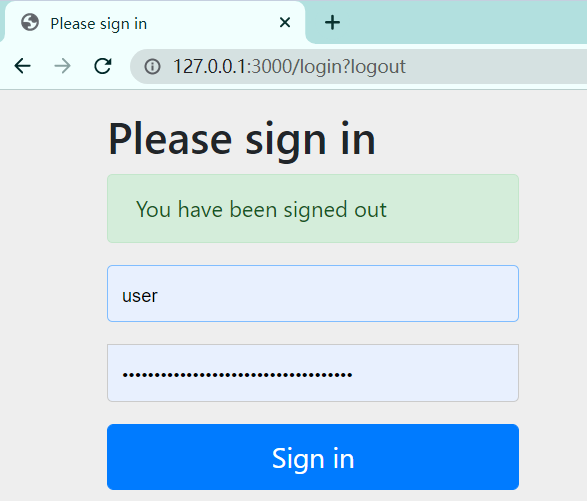 Please sign in
127.0.0.1:3000/login?logout
Please sign in
You have been signed out
user
••••••••••••••••••••••••••••••••••••
Sign in